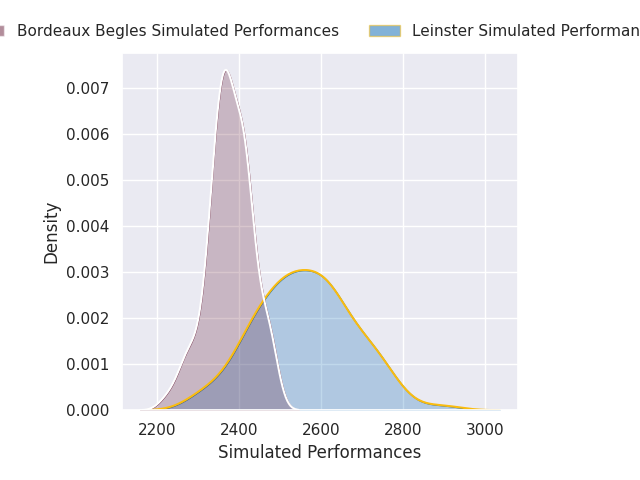 Bordeaux Begles Simulated Performances
Leinster Simulated Performan
0.007
0.006
0.005
0.004
0.003
0.002
0.001
0.000
Density
2200 2400 2600 2800 3000
Simulated Performances